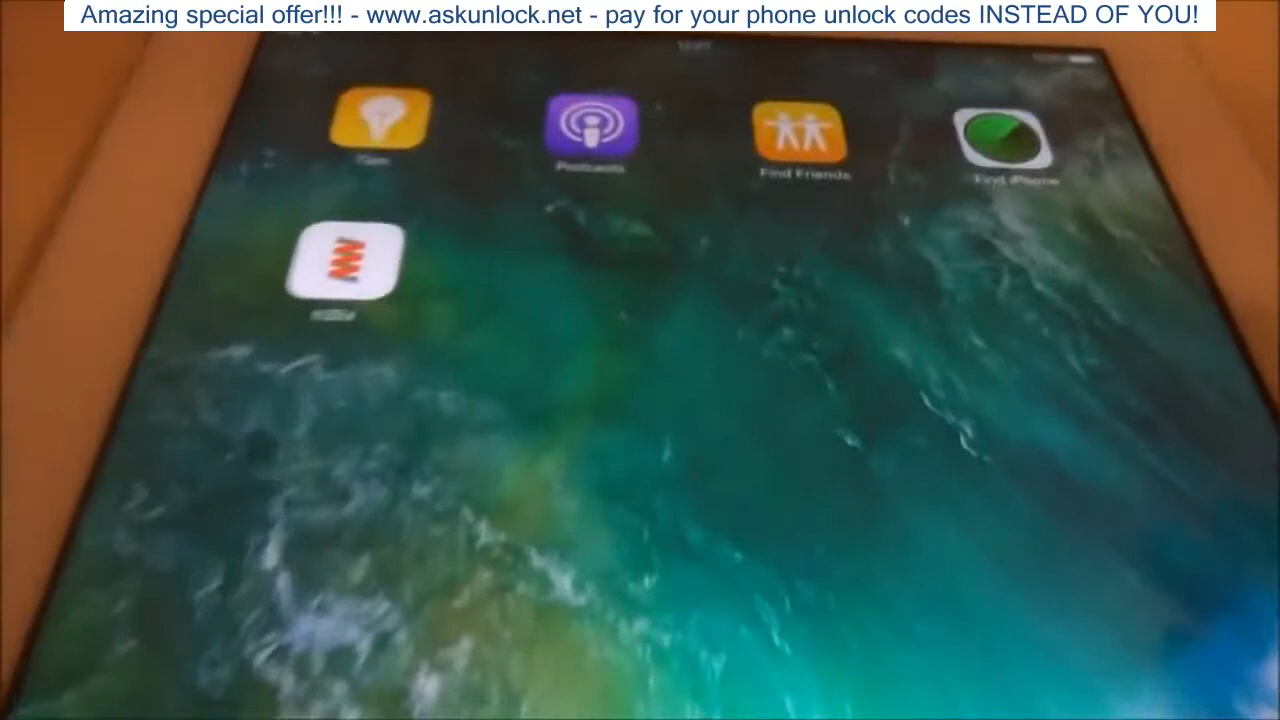 Amazing special offer!!! - www.askunlock.net - pay for your phone unlock codes INSTEAD OF YOU!
Tips
Podcasts
Find Friends
Find iPhone